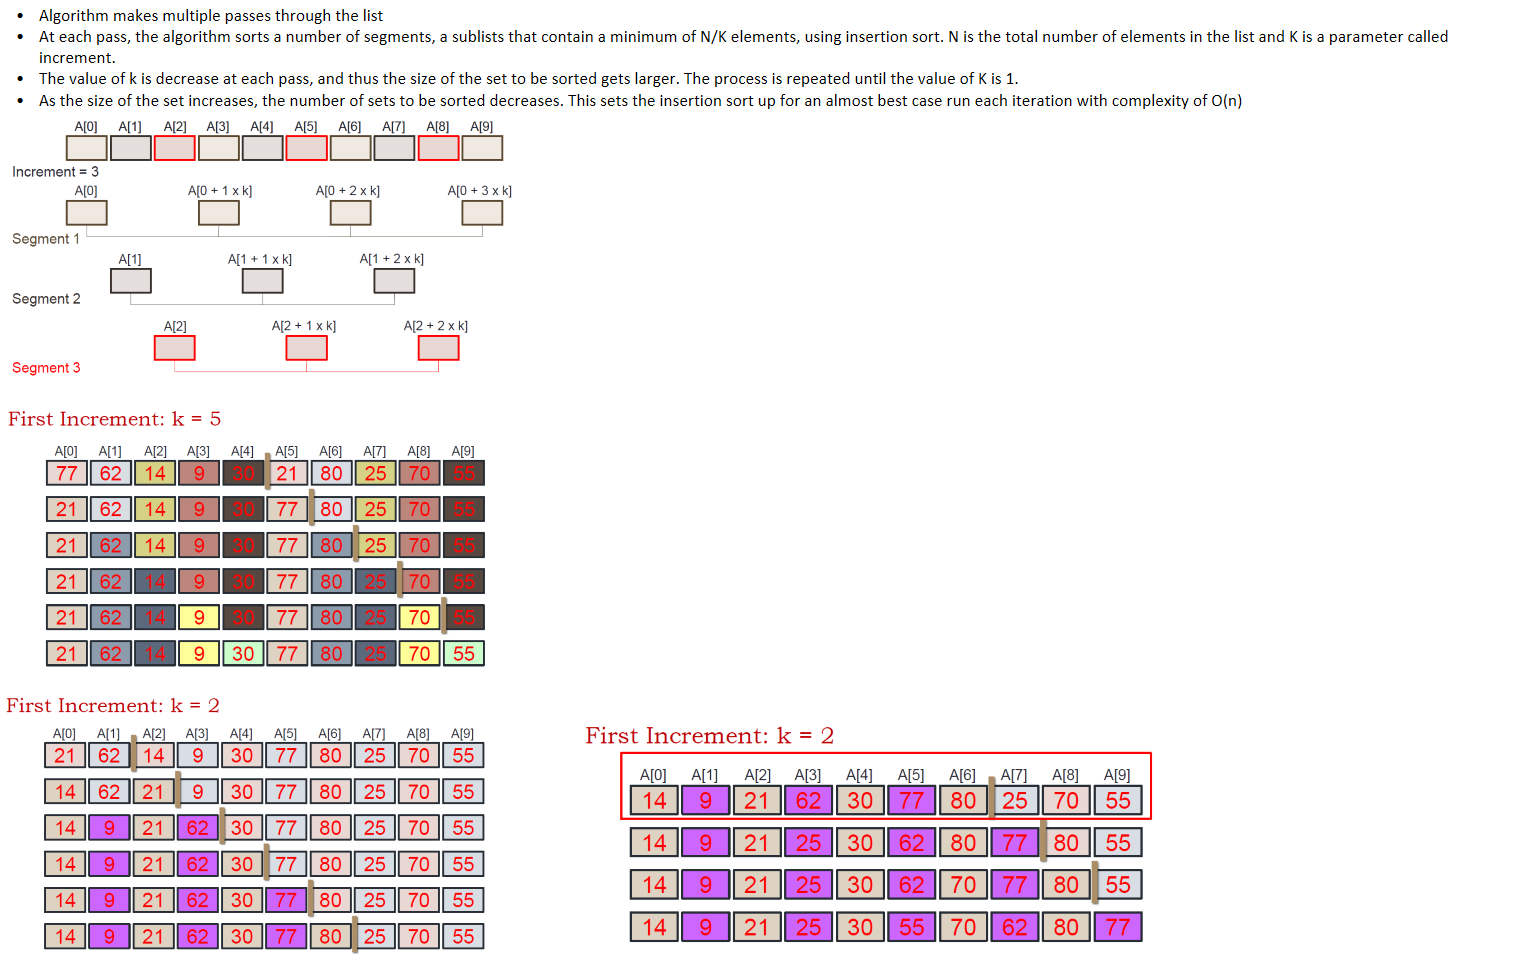 • Algorithm makes multiple passes through the list
• At each pass, the algorithm sorts a number of segments, a sublists that contain a minimum of N/K elements, using insertion sort. N is the total number of elements in the list and K is a parameter called
increment.
• The value of k is decrease at each pass, and thus the size of the set to be sorted gets larger. The process is repeated until the value of K is 1.
• As the size of the set increases, the number of sets to be sorted decreases. This sets the insertion sort up for an almost best case run each iteration with complexity of O(n)
A[0] A[1] A[2] A[3] A[4] A[5] A[6] A[7] A[8] A[9]
Increment = 3
A[0] A[0 + 1 x k] A[0 + 2 x k] A[0 + 3 x k]
Segment 1
A[1] A[1 + 1 x k] A[1 + 2 x k]
Segment 2
A[2] A[2 + 1 x k] A[2 + 2 x k]
Segment 3
First Increment: k = 5
A[0] A[1] A[2] A[3] A[4] A[5] A[6] A[7] A[8] A[9]
77 62 14 9 30 21 80 25 70 55
21 62 14 9 30 77 80 25 70 55
21 62 14 9 30 77 80 25 70 55
21 62 14 9 30 77 80 25 70 55
21 62 14 9 30 77 80 25 70 55
21 62 14 9 30 77 80 25 70 55
First Increment: k = 2
A[0] A[1] A[2] A[3] A[4] A[5] A[6] A[7] A[8] A[9]
21 62 14 9 30 77 80 25 70 55
14 62 21 9 30 77 80 25 70 55
14 9 21 62 30 77 80 25 70 55
14 9 21 62 30 77 80 25 70 55
14 9 21 62 30 77 80 25 70 55
14 9 21 62 30 77 80 25 70 55
First Increment: k = 2
A[0] A[1] A[2] A[3] A[4] A[5] A[6] A[7] A[8] A[9]
14 9 21 62 30 77 80 25 70 55
14 9 21 25 30 62 80 77 80 55
14 9 21 25 30 62 70 77 80 55
14 9 21 25 30 55 70 62 80 77